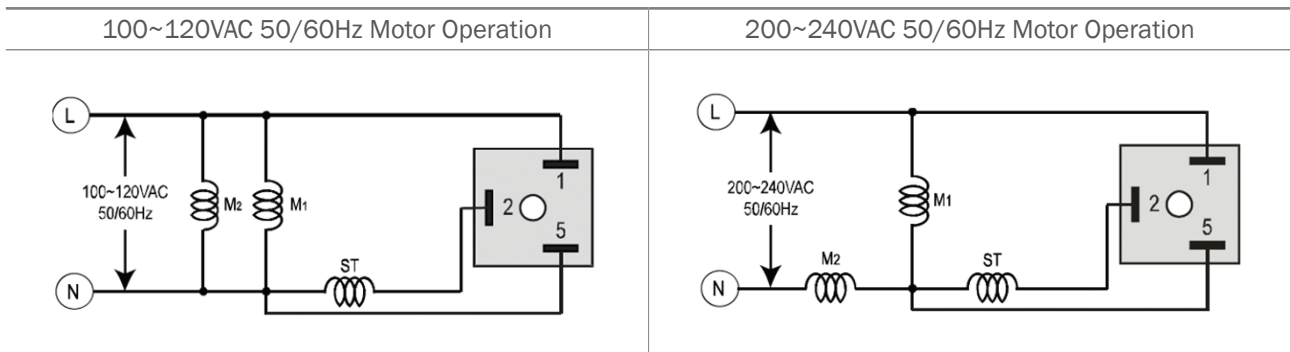 100~120VAC 50/60Hz Motor Operation
200~240VAC 50/60Hz Motor Operation
L
100~120VAC
50/60Hz
M2
M1
1
2
5
ST
N
L
200~240VAC
50/60Hz
M1
1
2
5
M2
ST
N